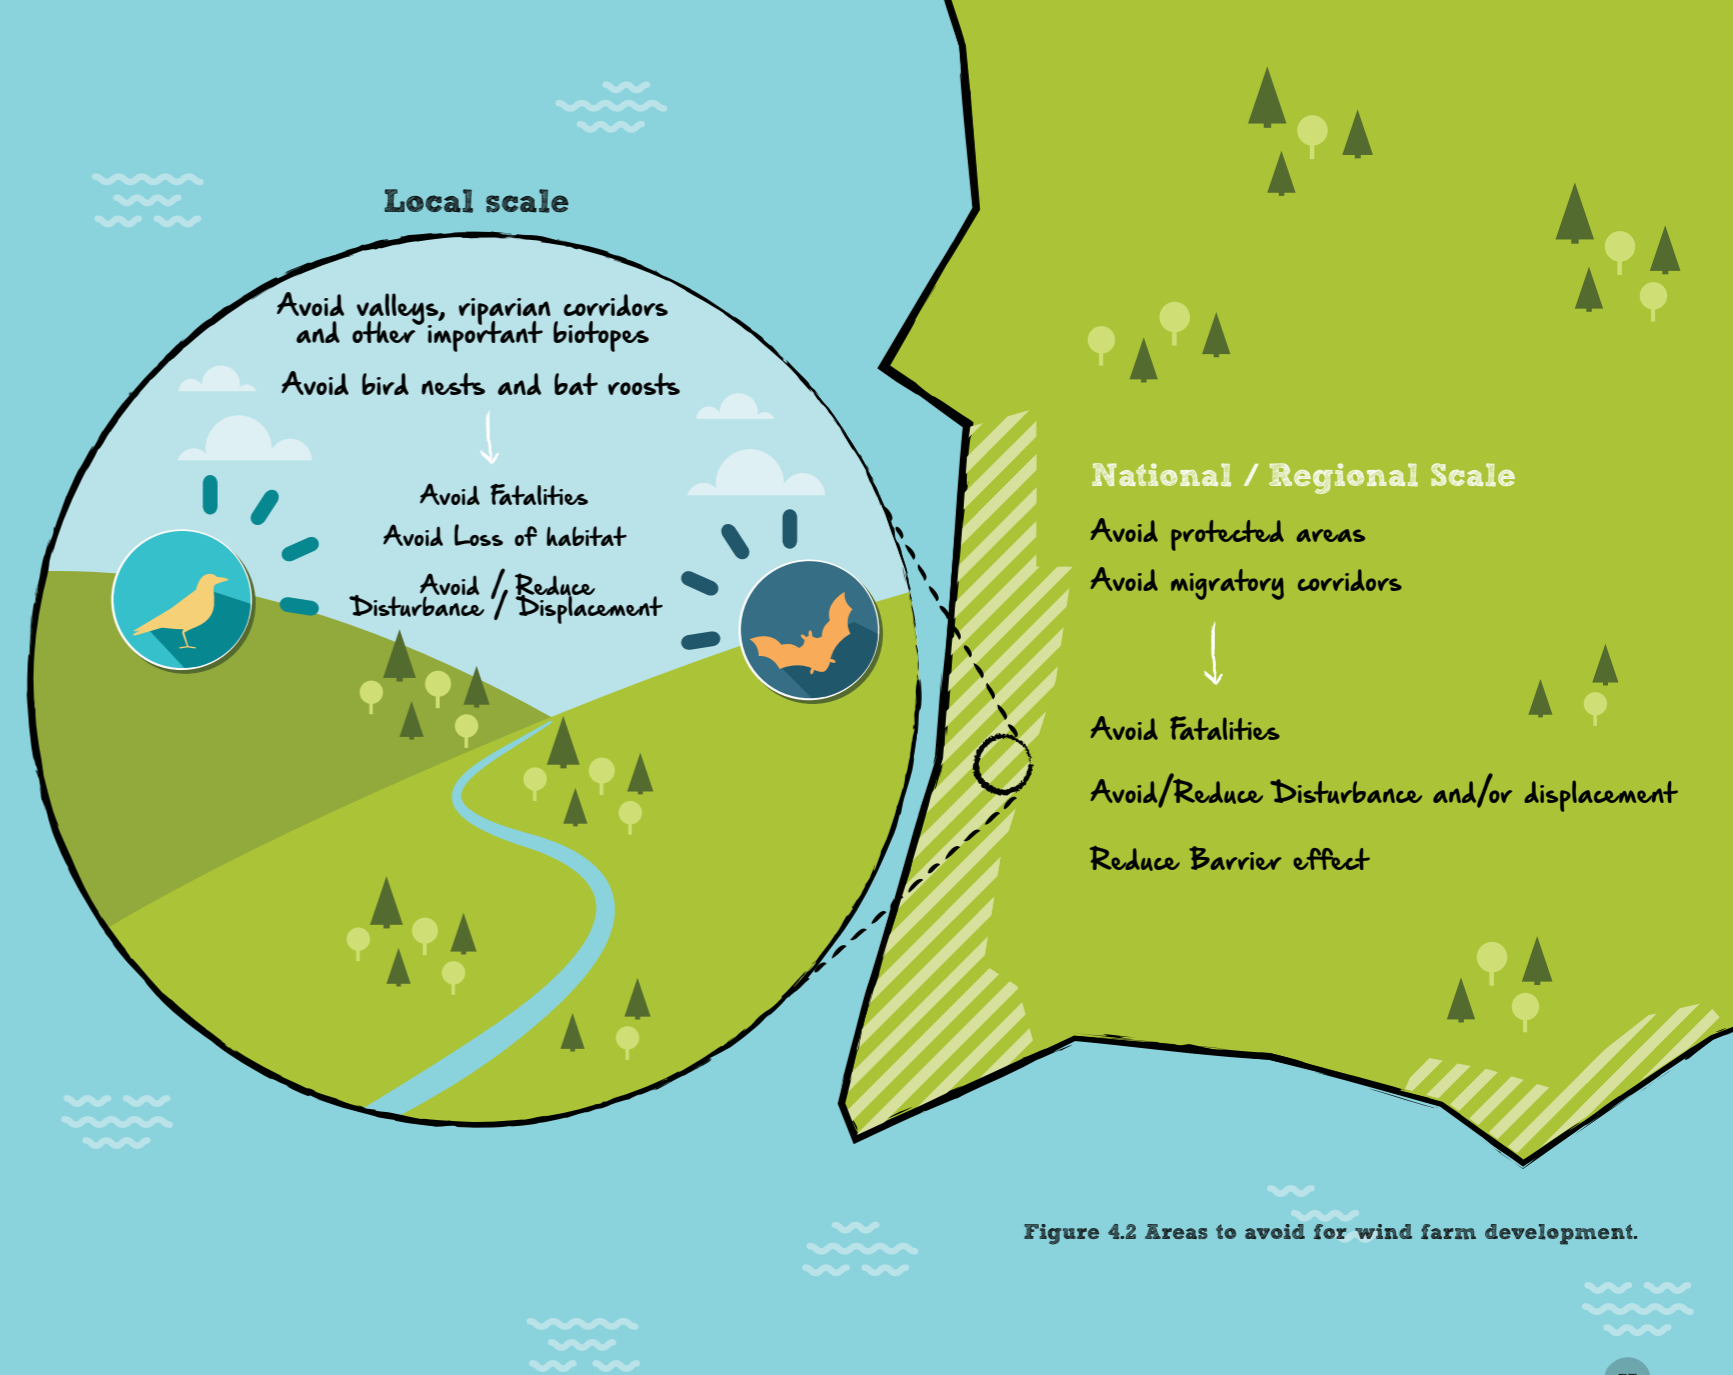 Local scale
Avoid valleys, riparian corridors
and other important biotopes
Avoid bird nests and bat roosts
Avoid Fatalities
Avoid Loss of habitat
Avoid / Reduce
Disturbance / Displacement
National / Regional Scale
Avoid protected areas
Avoid migratory corridors
Avoid Fatalities
Avoid/Reduce Disturbance and/or displacement
Reduce Barrier effect
Figure 4.2 Areas to avoid for wind farm development.